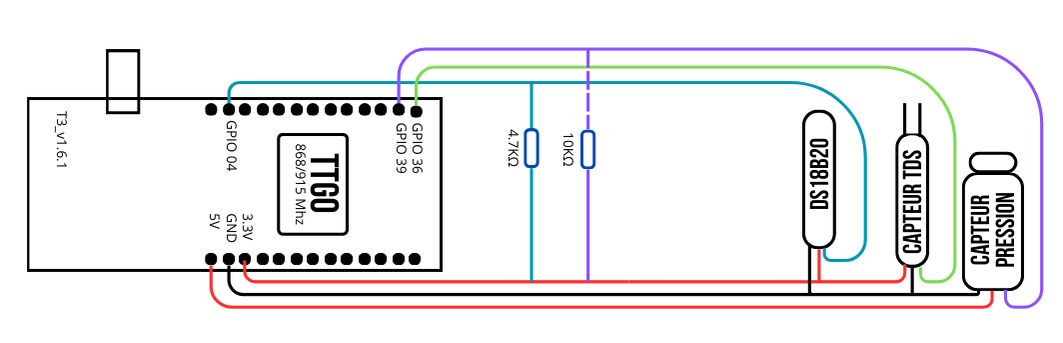 T3_v1.6.1
GPIO 04
GPIO 39
GPIO 36
TTGO
868/915 Mhz
5V
GND
3.3V
4.7KΩ
10KΩ
DS18B20
CAPTEUR TDS
CAPTEUR
PRESSION